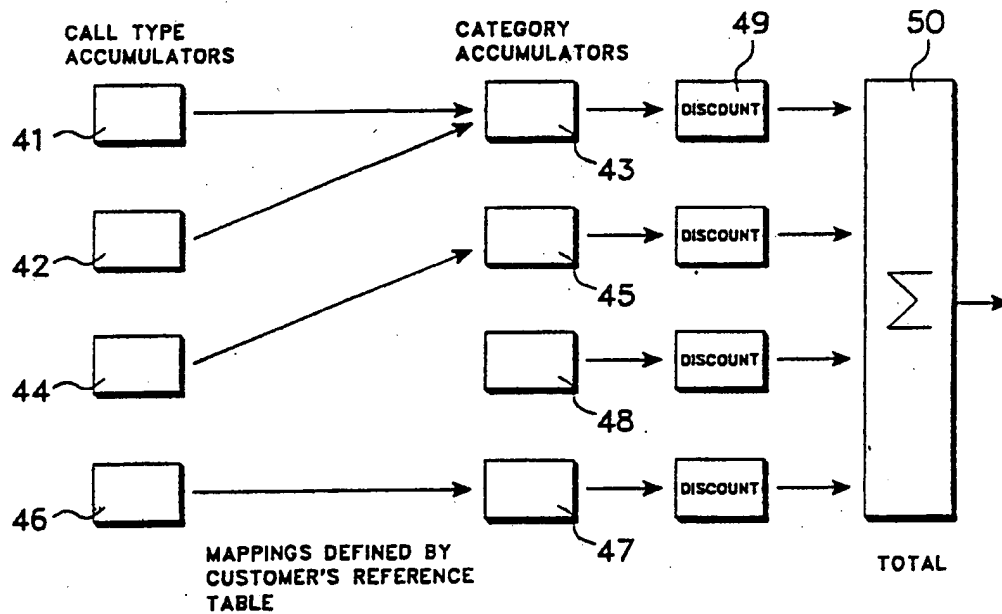 CALL TYPE
ACCUMULATORS
CATEGORY
ACCUMULATORS
49
50
41
43
DISCOUNT
42
45
DISCOUNT
Σ
44
48
DISCOUNT
46
47
DISCOUNT
MAPPINGS DEFINED BY
CUSTOMER'S REFERENCE
TABLE
TOTAL